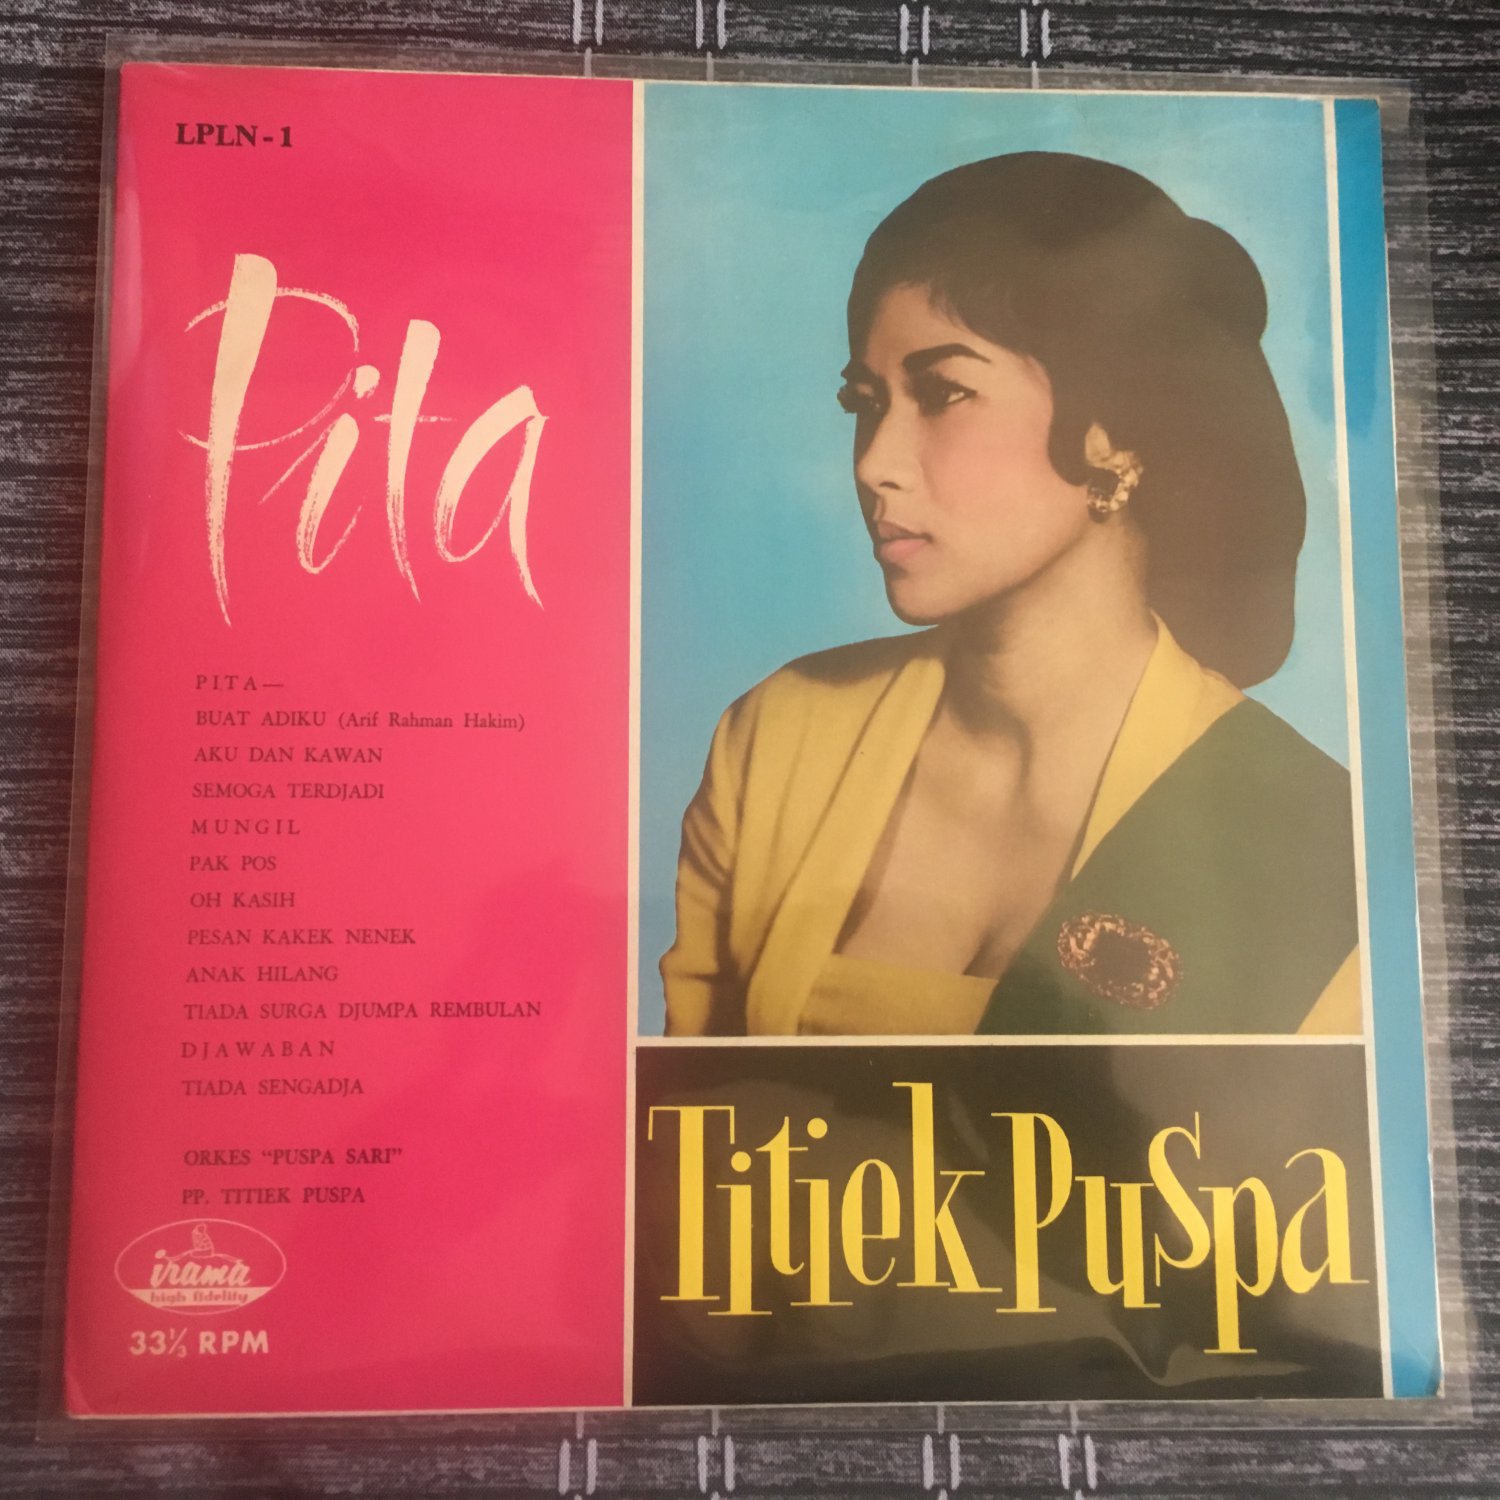 LPLN-1
Pita
PITA—
BUAT ADIKU (Arif Rahman Hakim)
AKU DAN KAWAN
SEMOGA TERDJADI
MUNGIL
PAK POS
OH KASIH
PESAN KAKEK NENEK
ANAK HILANG
TIADA SURGA DJUMPA REMBULAN
DJAWABAN
TIADA SENGADJA
ORKES “PUSPA SARI”
PP. TITIEK PUSPA
irama
high fidelity
33⅓ RPM
Titiek Puspa